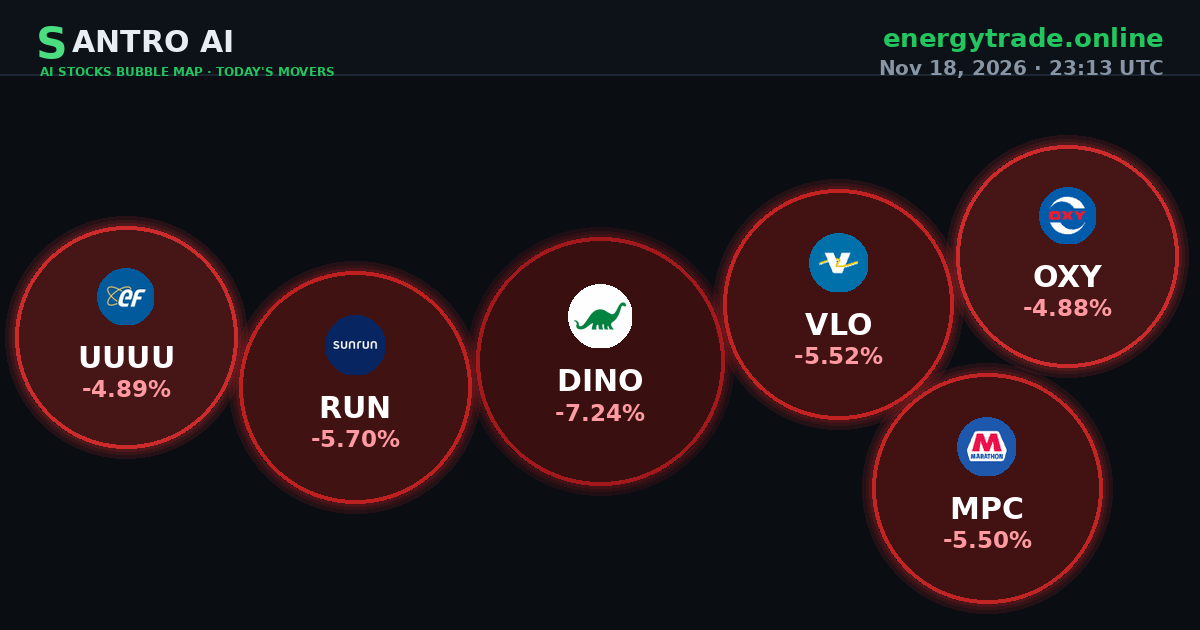 SANTRO AI
AI STOCKS BUBBLE MAP · TODAY'S MOVERS
energytrade.online
Nov 18, 2026 · 23:13 UTC
eF
UUUU
-4.89%
sunrun
RUN
-5.70%
DINO
-7.24%
V
VLO
-5.52%
OXY
OXY
-4.88%
M
MARATHON
MPC
-5.50%